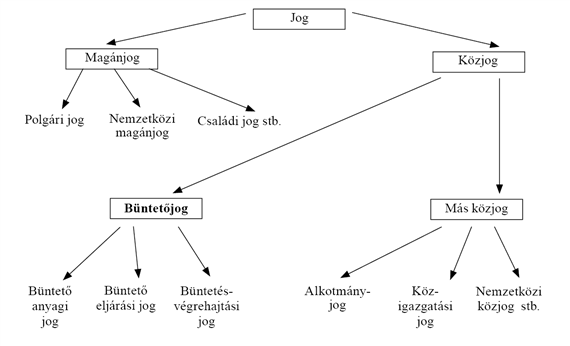 Jog
Magánjog
Közjog
Polgári jog
Nemzetközi
magánjog
Családi jog stb.
Büntetőjog
Más közjog
Büntető
anyagi
jog
Büntető
eljárási jog
Büntetés-
végrehajtási
jog
Alkotmány-
jog
Köz-
igazgatási
jog
Nemzetközi
közjog stb.